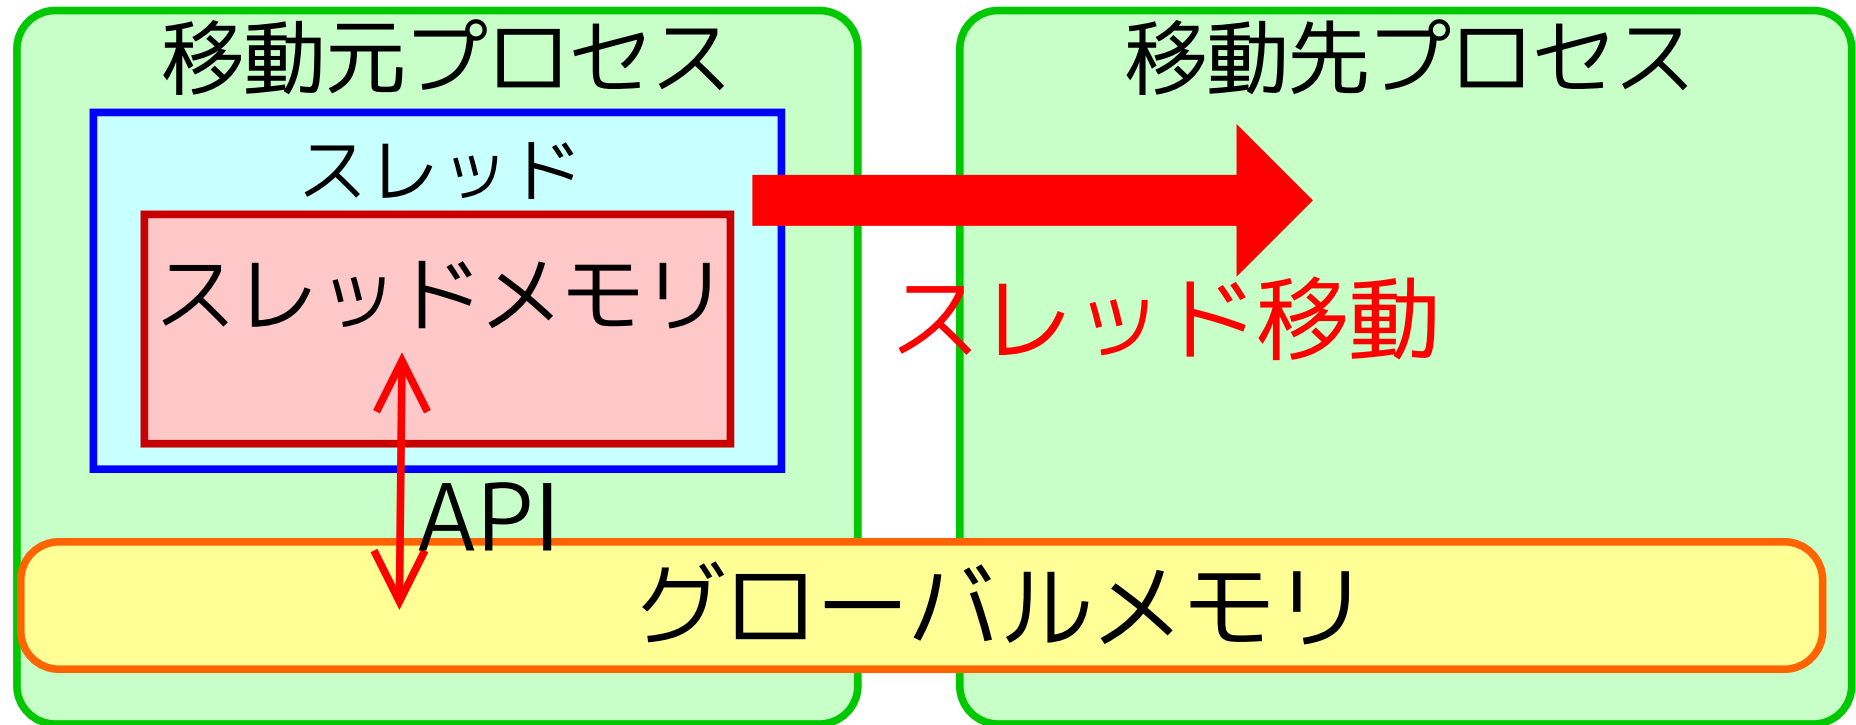 移動元プロセス
移動先プロセス
スレッド
スレッドメモリ
スレッド移動
API
グローバルメモリ